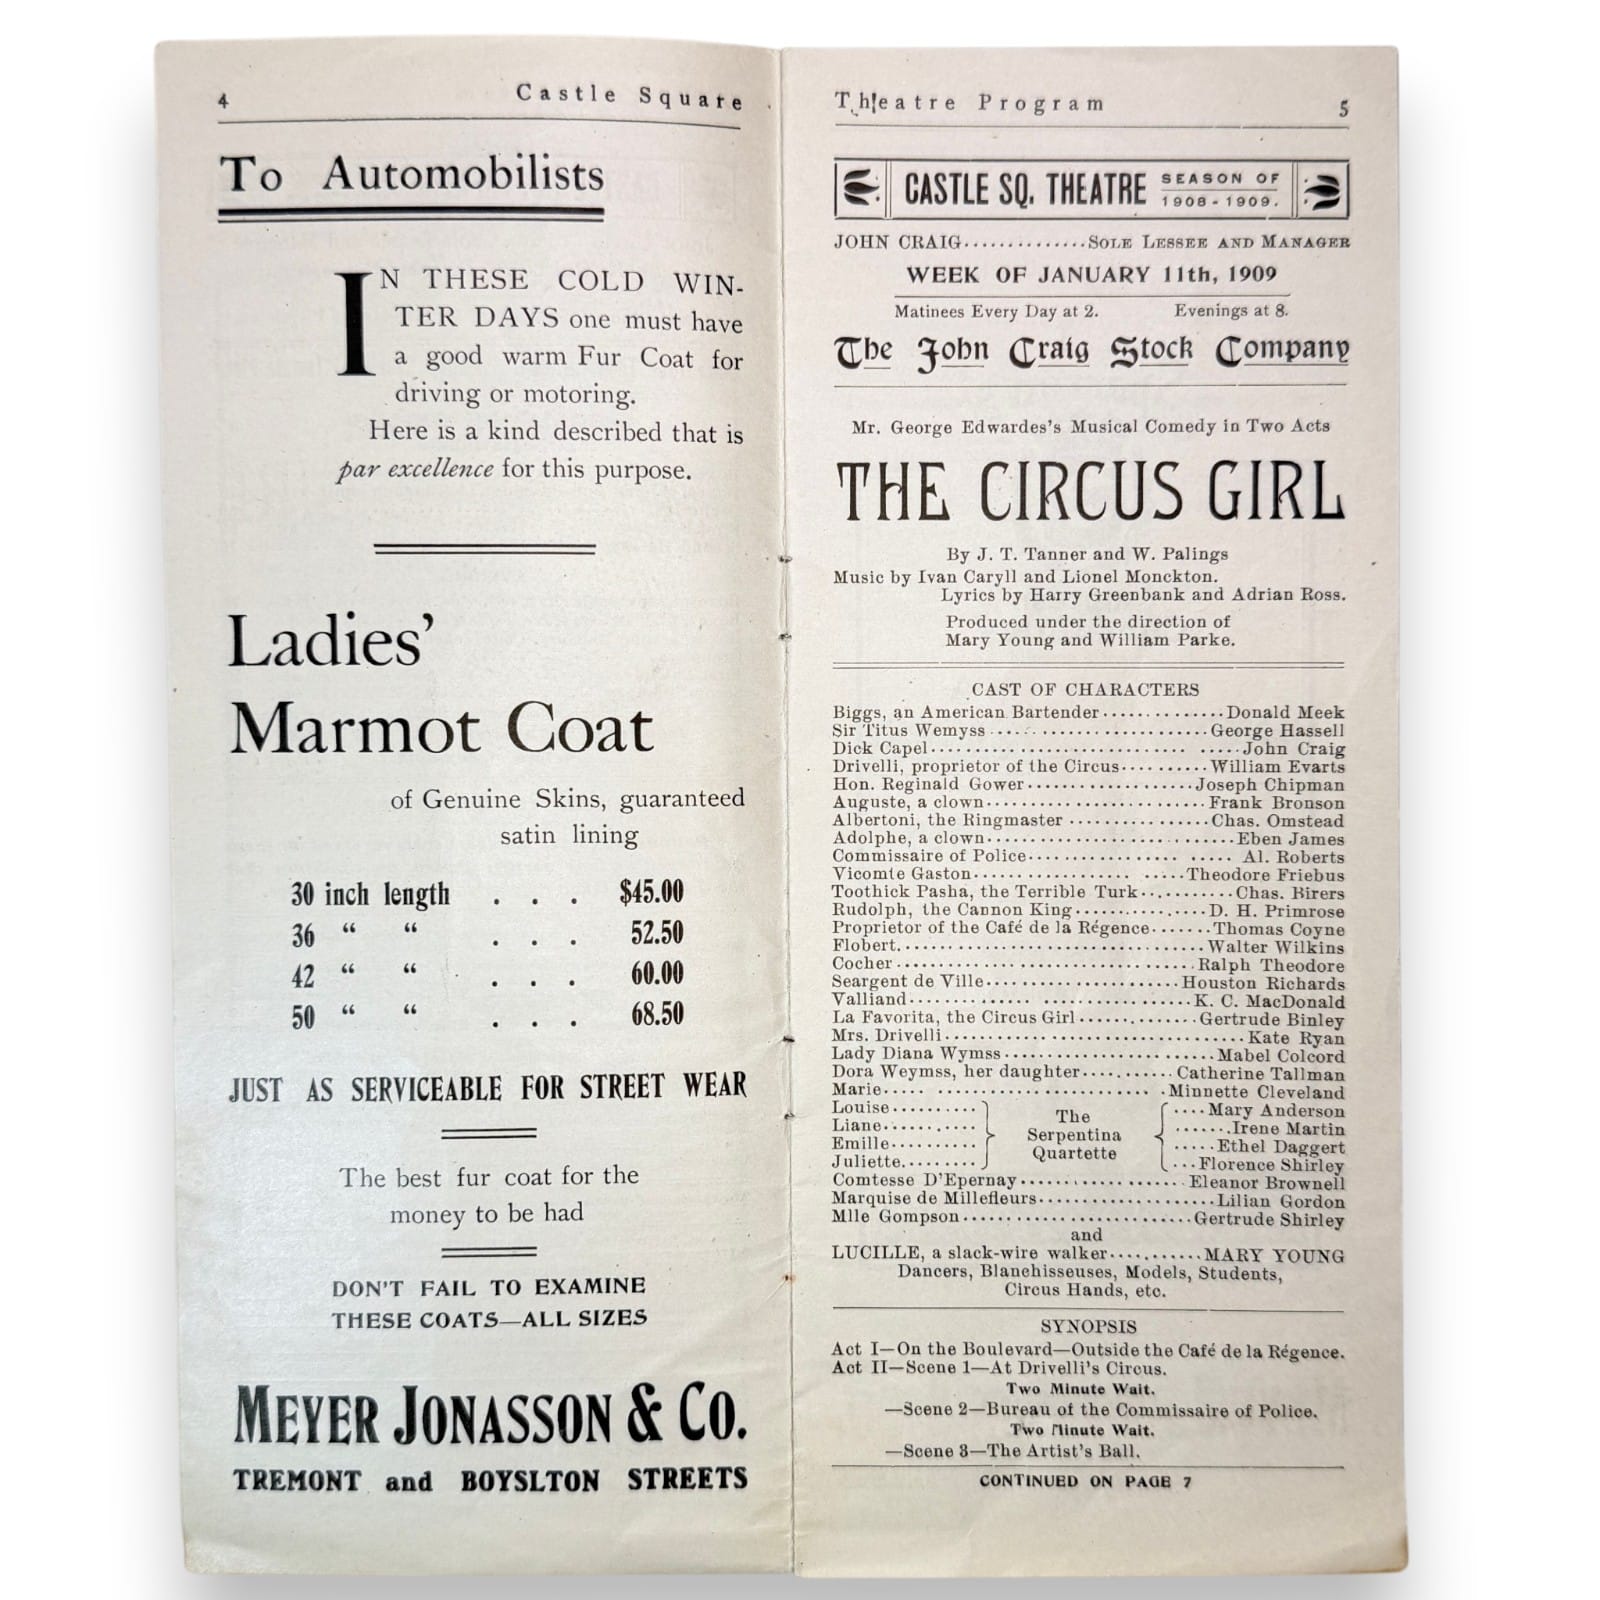 4 Castle Square
To Automobilists
IN THESE COLD WIN-
TER DAYS one must have
a good warm Fur Coat for
driving or motoring.
Here is a kind described that is
par excellence for this purpose.
Ladies'
Marmot Coat
of Genuine Skins, guaranteed
satin lining
30 inch length . . . $45.00
36 “ “ . . . 52.50
42 “ “ . . . 60.00
50 “ “ . . . 68.50
JUST AS SERVICEABLE FOR STREET WEAR
The best fur coat for the
money to be had
DON'T FAIL TO EXAMINE
THESE COATS—ALL SIZES
MEYER JONASSON & CO.
TREMONT and BOYSLTON STREETS
Theatre Program 5
CASTLE SQ. THEATRE SEASON OF
1908-1909.
JOHN CRAIG..............SOLE LESSEE AND MANAGER
WEEK OF JANUARY 11th, 1909
Matinees Every Day at 2. Evenings at 8.
The John Craig Stock Company
Mr. George Edwardes's Musical Comedy in Two Acts
THE CIRCUS GIRL
By J. T. Tanner and W. Palings
Music by Ivan Caryll and Lionel Monckton.
Lyrics by Harry Greenbank and Adrian Ross.
Produced under the direction of
Mary Young and William Parke.
CAST OF CHARACTERS
Biggs, an American Bartender..............Donald Meek
Sir Titus Wemyss..............George Hassell
Dick Capel..............John Craig
Drivelli, proprietor of the Circus..........William Evarts
Hon. Reginald Gower..............Joseph Chipman
Auguste, a clown..............Frank Bronson
Albertoni, the Ringmaster..............Chas. Omstead
Adolphe, a clown..............Eben James
Commissaire of Police..............Al. Roberts
Vicomte Gaston..............Theodore Friebus
Toothick Pasha, the Terrible Turk............Chas. Birers
Rudolph, the Cannon King..............D. H. Primrose
Proprietor of the Café de la Régence.......Thomas Coyne
Flobert..............Walter Wilkins
Cocher..............Ralph Theodore
Seargent de Ville..............Houston Richards
Valliand..............K. C. MacDonald
La Favorita, the Circus Girl..............Gertrude Binley
Mrs. Drivelli..............Kate Ryan
Lady Diana Wymss..............Mabel Colcord
Dora Weymss, her daughter...........Catherine Tallman
Marie..............Minnette Cleveland
Louise.......... The ....Mary Anderson
Liane.......... Serpentina .......Irene Martin
Emille.......... Quartette .....Ethel Daggert
Juliette......... ...Florence Shirley
Comtesse D'Epernay..............Eleanor Brownell
Marquise de Millefleurs..............Lilian Gordon
Mlle Gompson..............Gertrude Shirley
and
LUCILLE, a slack-wire walker...........MARY YOUNG
Dancers, Blanchisseuses, Models, Students,
Circus Hands, etc.
SYNOPSIS
Act I—On the Boulevard—Outside the Café de la Régence.
Act II—Scene 1—At Drivelli's Circus.
Two Minute Wait.
—Scene 2—Bureau of the Commissaire of Police.
Two Minute Wait.
—Scene 3—The Artist's Ball.
CONTINUED ON PAGE 7